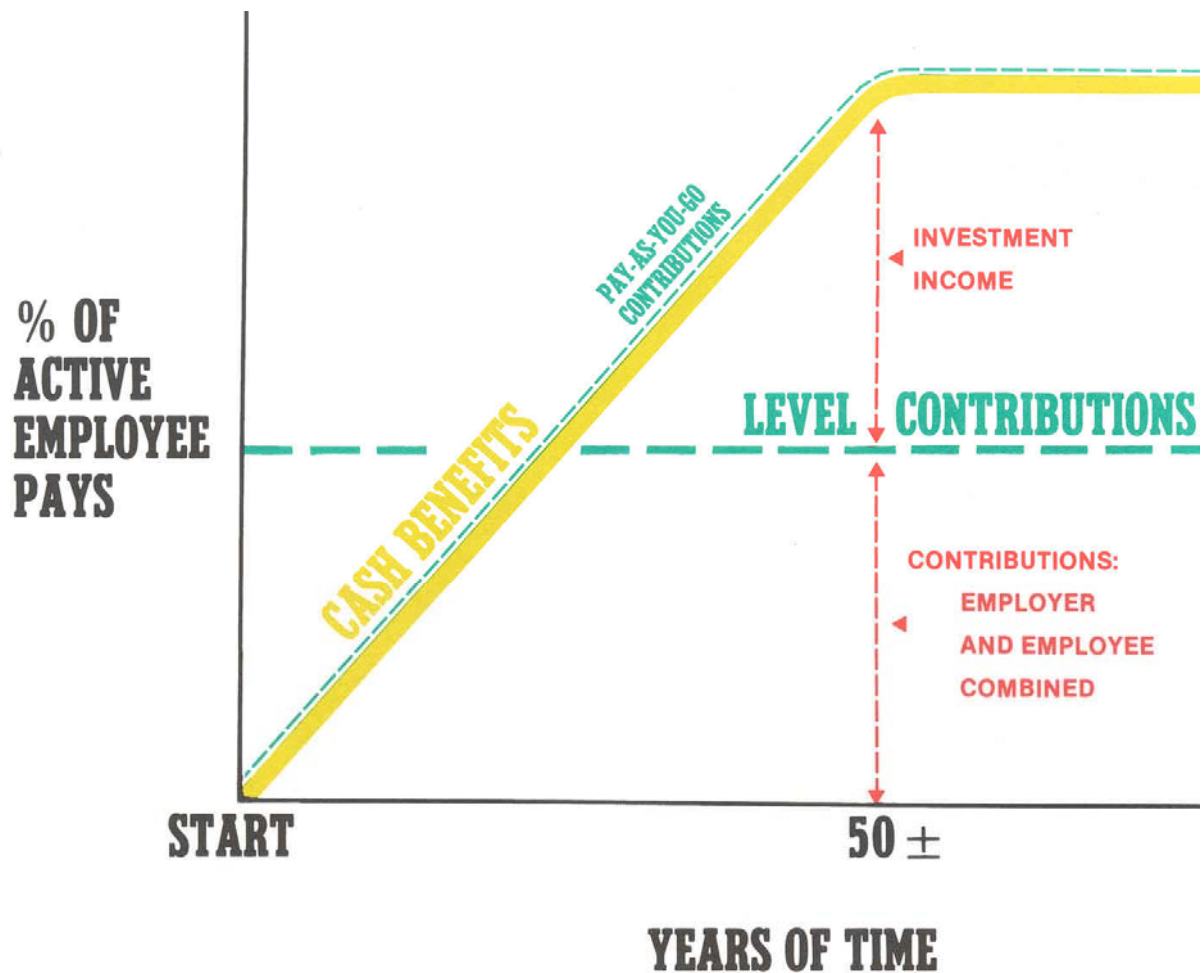 PAY-AS-YOU-GO
CONTRIBUTIONS
INVESTMENT
INCOME
% OF
ACTIVE
EMPLOYEE
PAYS
CASH BENEFITS
LEVEL CONTRIBUTIONS
CONTRIBUTIONS:
EMPLOYER
AND EMPLOYEE
COMBINED
START
50 ±
YEARS OF TIME